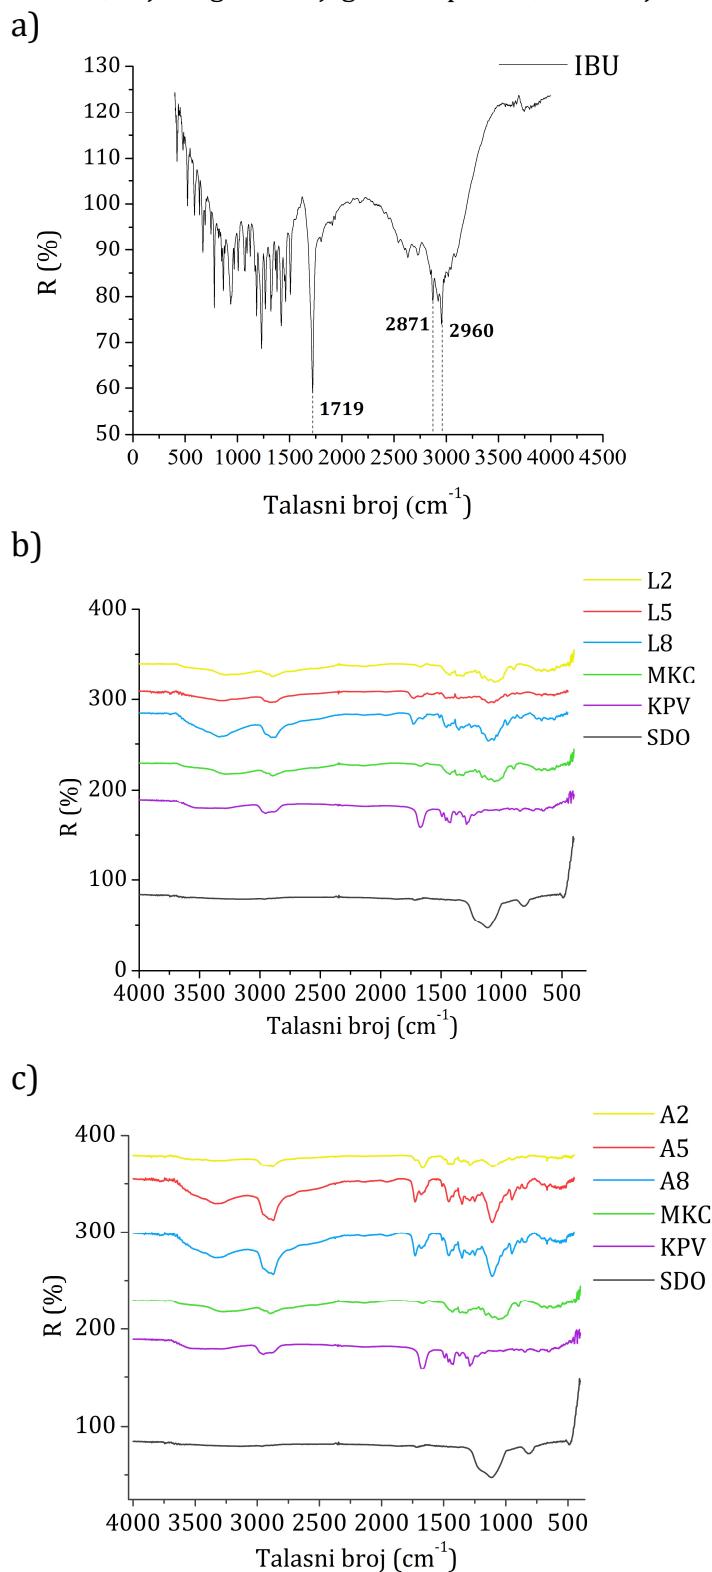 a)
IBU
130
120
110
100
90
80
70
60
50
R (%)
2871
2960
1719
0 500 1000 1500 2000 2500 3000 3500 4000 4500
Talasni broj (cm⁻¹)
b)
L2
L5
L8
MKC
KPV
SDO
400
300
200
100
0
R (%)
4000 3500 3000 2500 2000 1500 1000 500
Talasni broj (cm⁻¹)
c)
A2
A5
A8
MKC
KPV
SDO
400
300
200
100
R (%)
4000 3500 3000 2500 2000 1500 1000 500
Talasni broj (cm⁻¹)